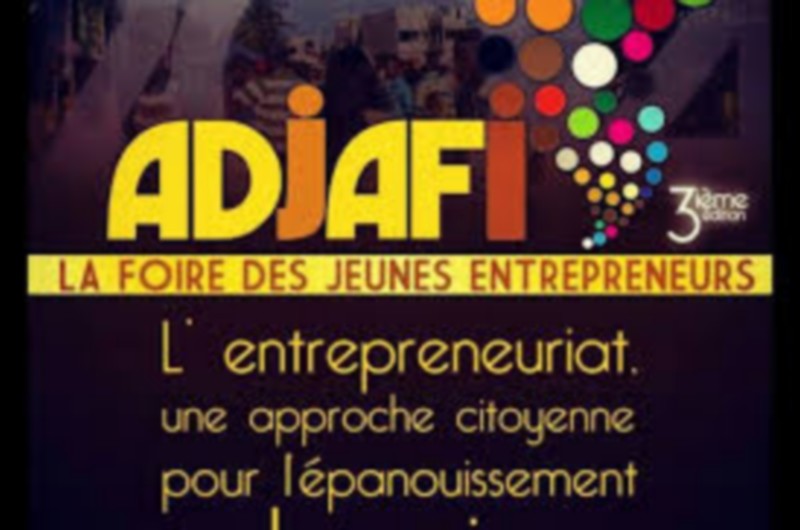 ADjAFi
3ième
édition
LA FOIRE DES JEUNES ENTREPRENEURS
L' entrepreneuriat.
une approche citoyenne
pour l'épanouissement